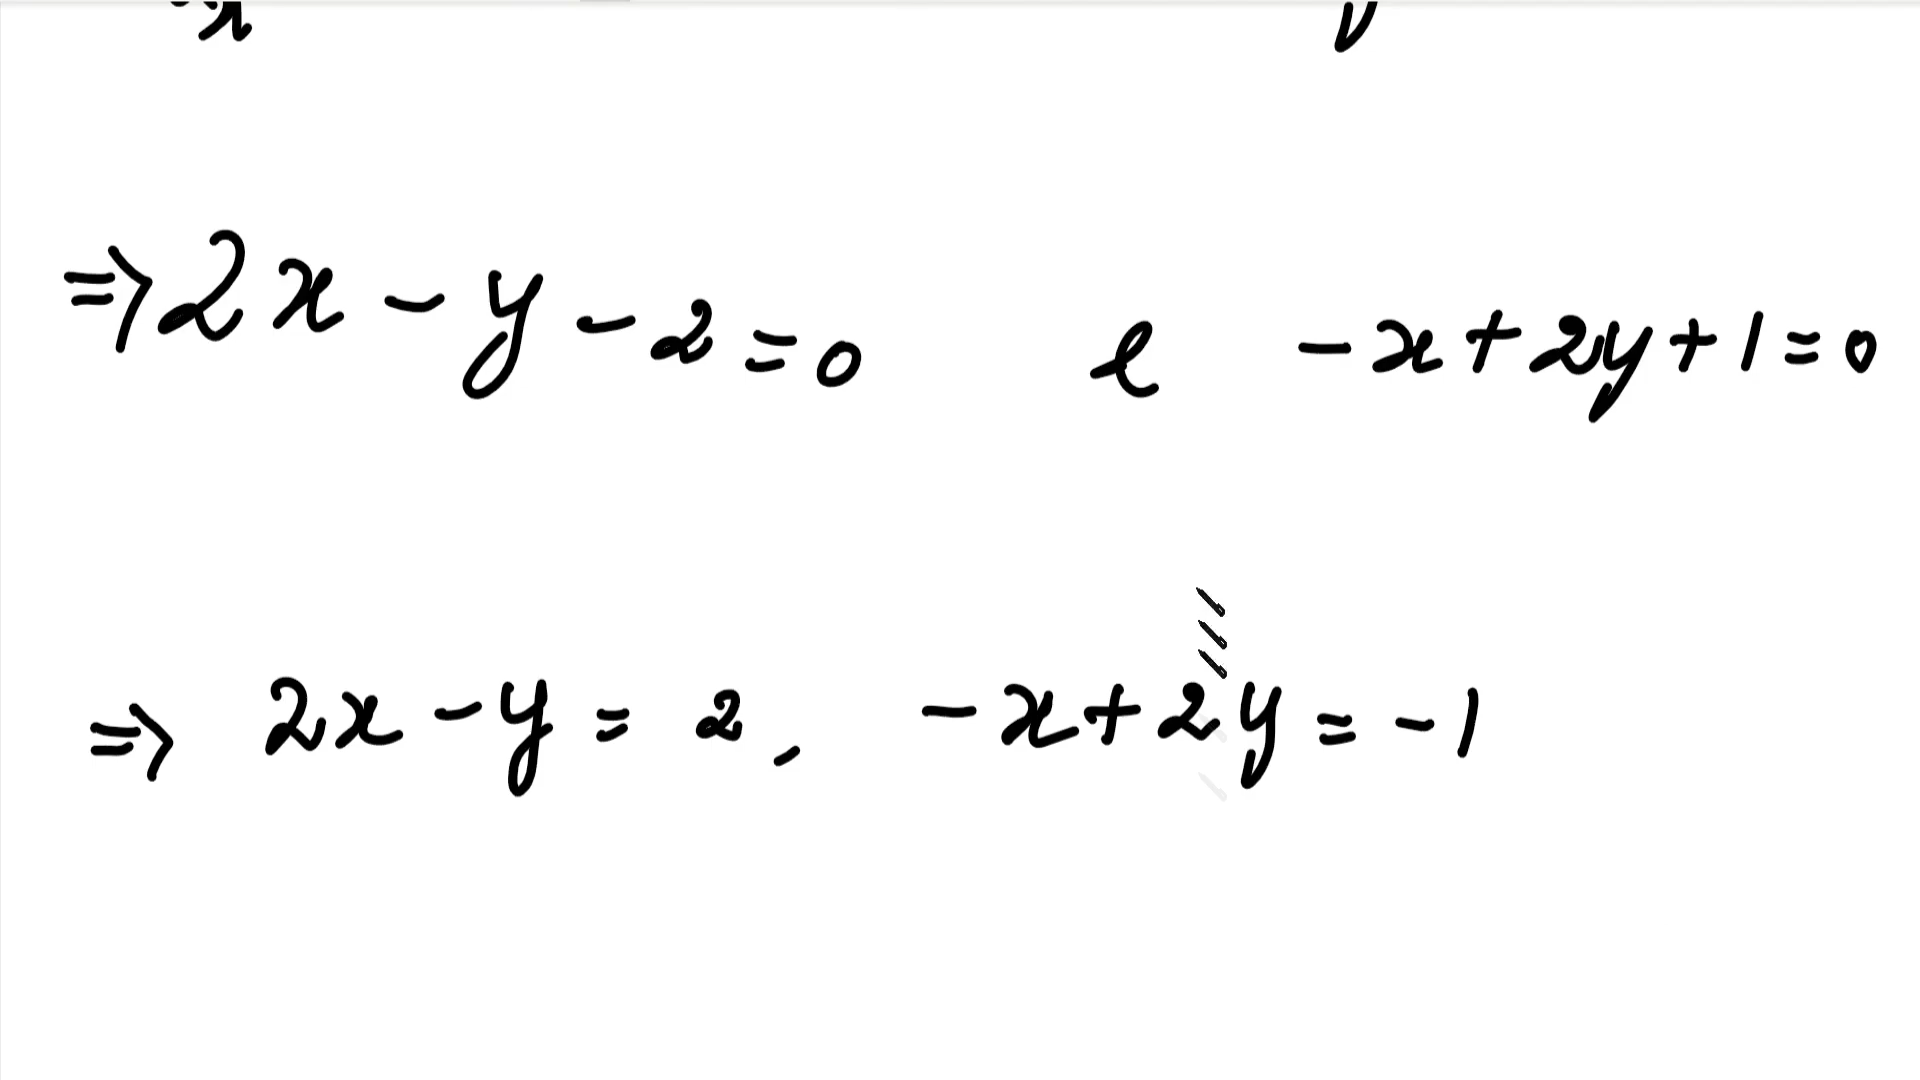 x y
⇒ 2x - y - 2 = 0 & -x + 2y + 1 = 0
⇒ 2x - y = 2, -x + 2y = -1